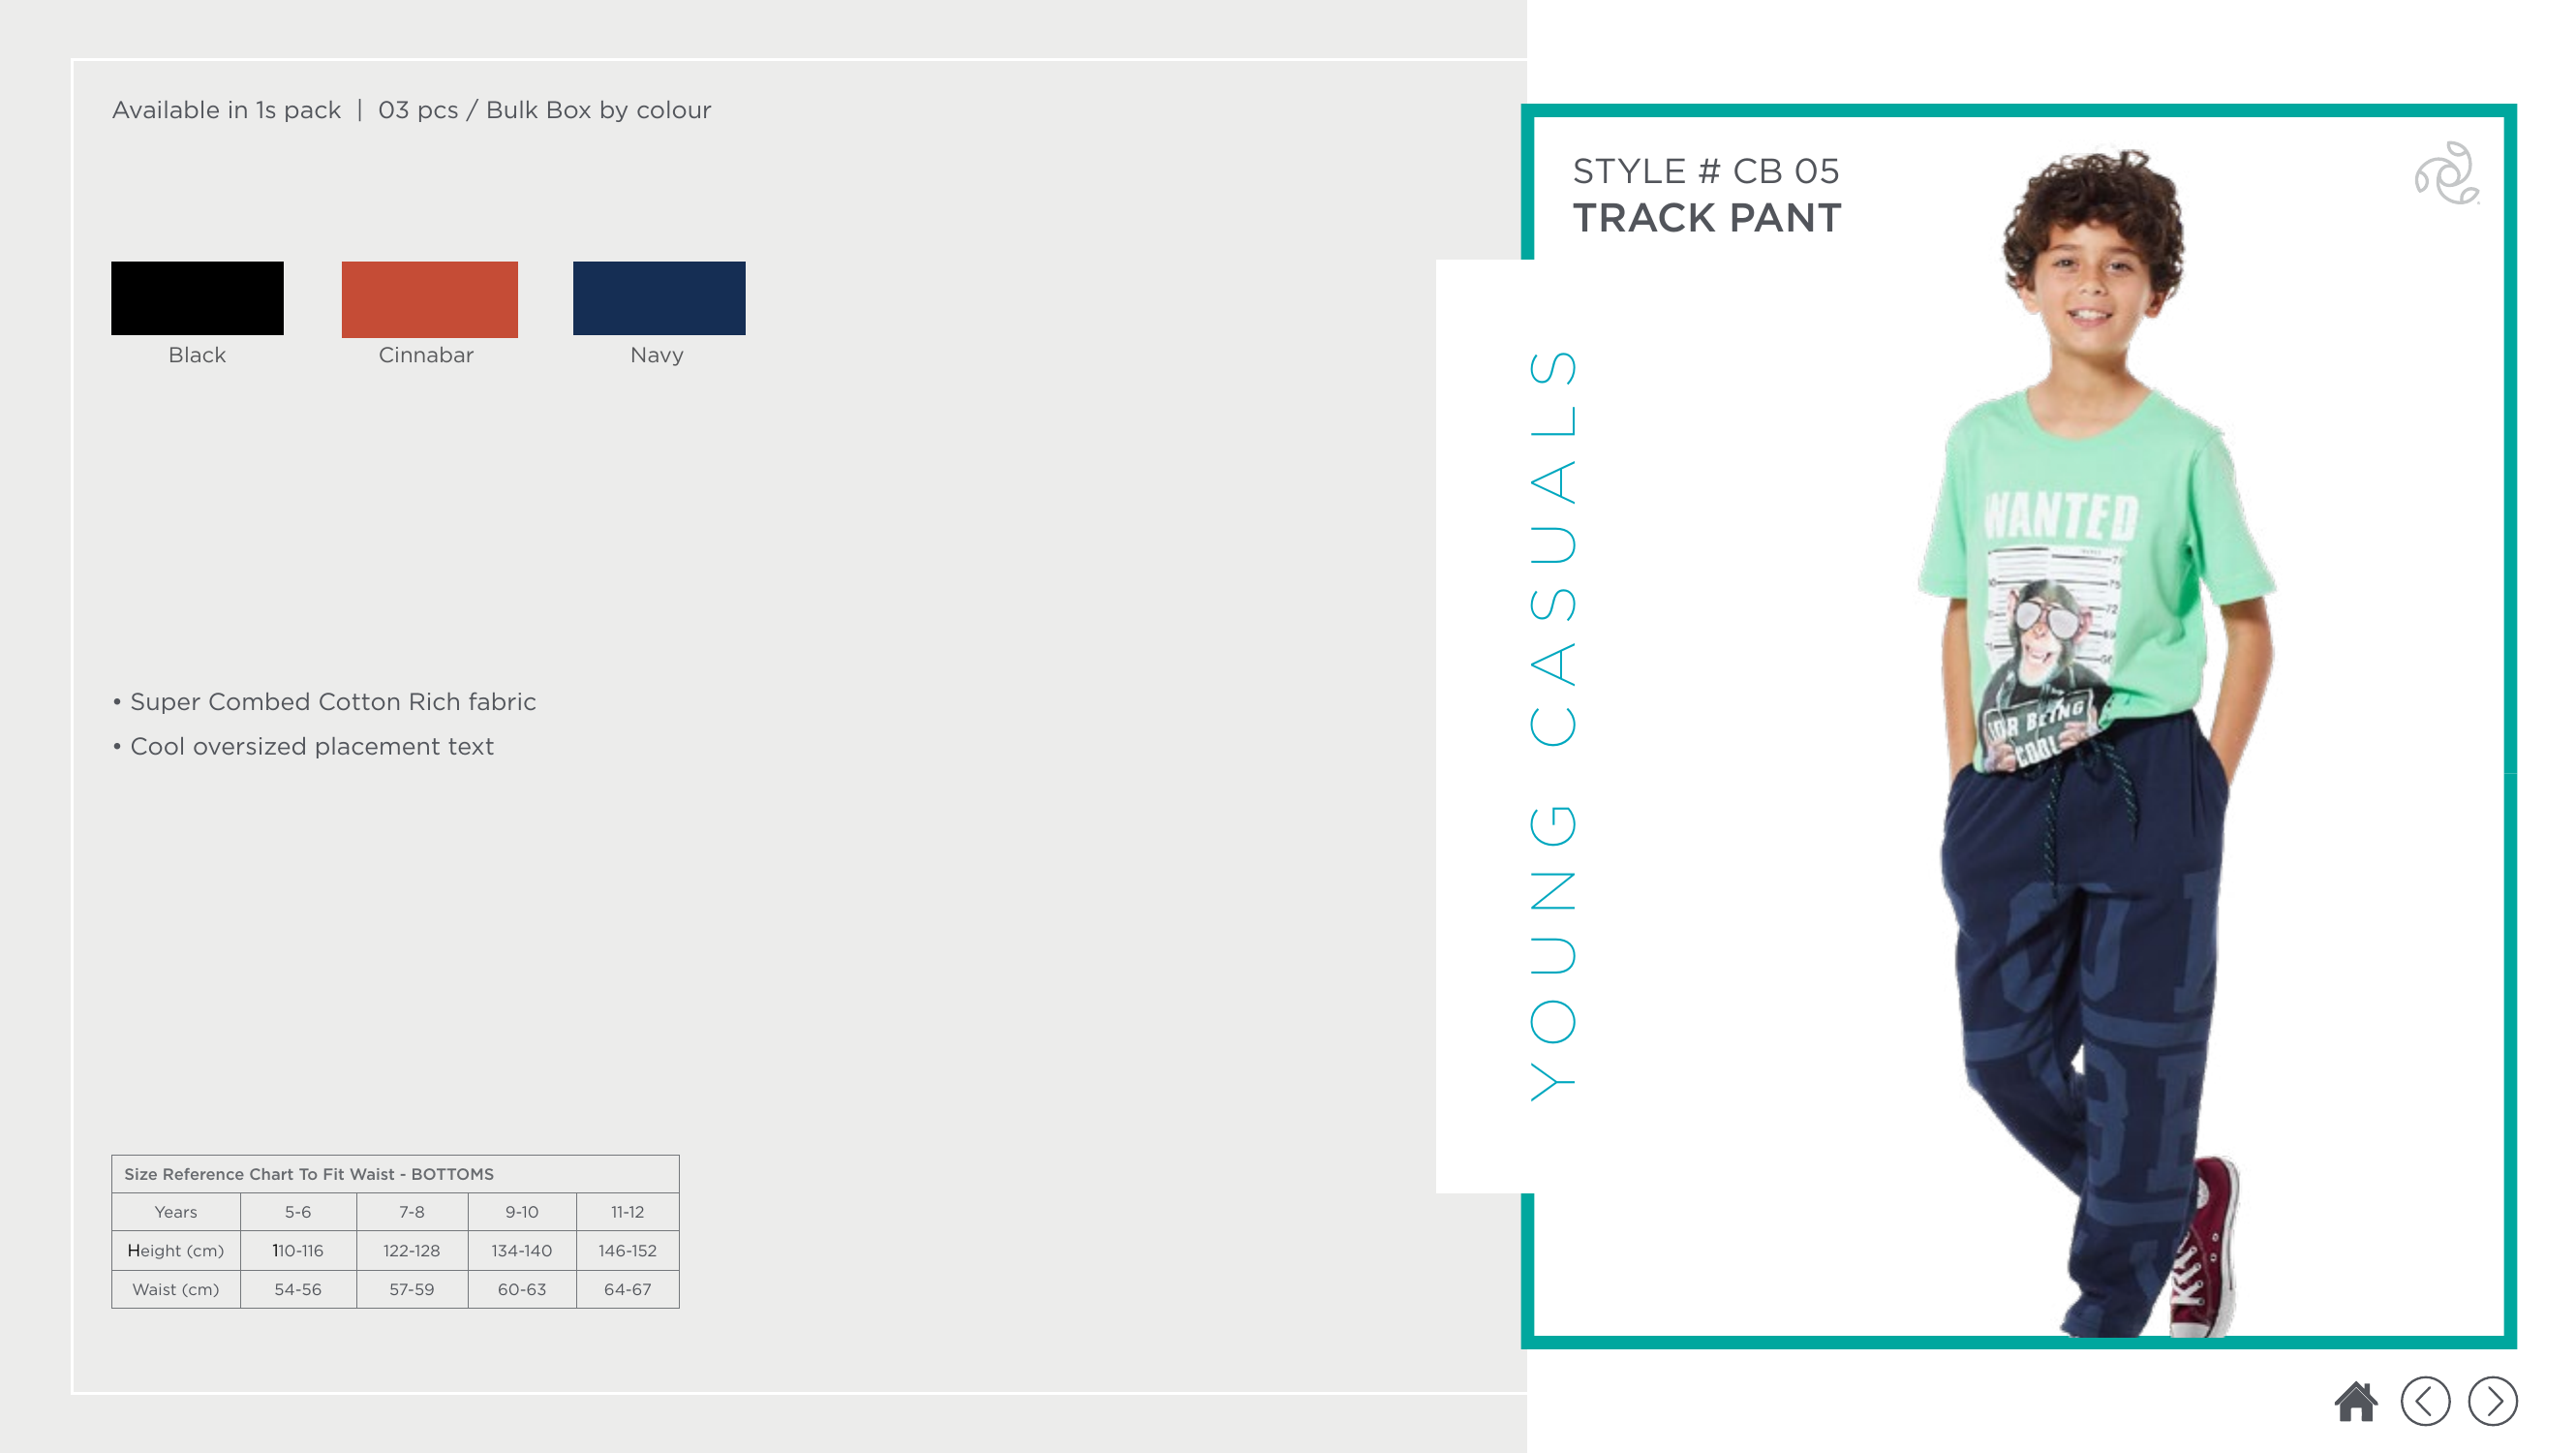 Available in 1s pack | 03 pcs / Bulk Box by colour
Black
Cinnabar
Navy
• Super Combed Cotton Rich fabric
• Cool oversized placement text
Size Reference Chart To Fit Waist - BOTTOMS
Years 5-6 7-8 9-10 11-12
Height (cm) 110-116 122-128 134-140 146-152
Waist (cm) 54-56 57-59 60-63 64-67
YOUNG CASUALS
STYLE # CB 05
TRACK PANT
WANTED
FOR BEING
COOL